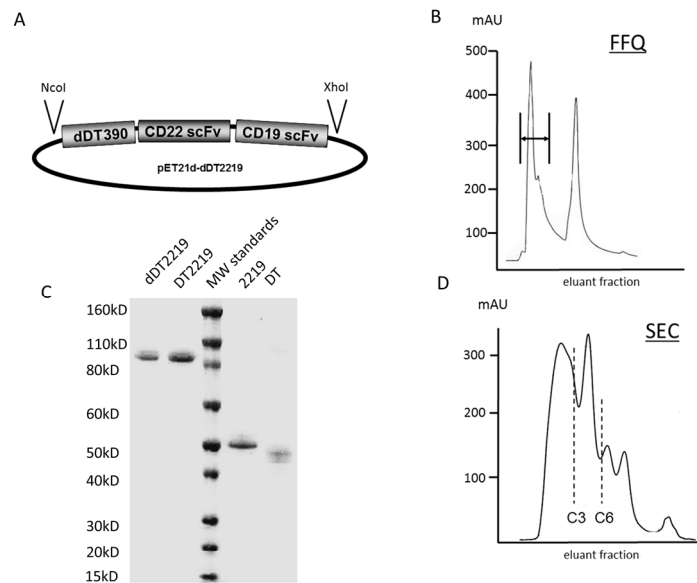 A
NcoI
XhoI
dDT390
CD22 scFv
CD19 scFv
pET21d-dDT2219
B
mAU
FFQ
500
400
300
200
100
eluant fraction
C
dDT2219
DT2219
MW standards
2219
DT
160kD
110kD
80kD
60kD
50kD
40kD
30kD
20kD
15kD
D
mAU
SEC
300
200
100
C3
C6
eluant fraction